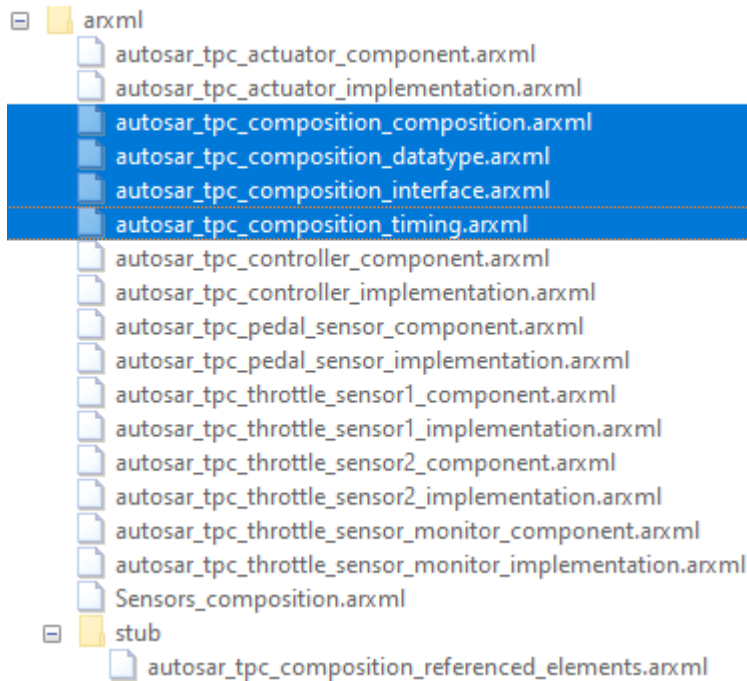 arxml
autosar_tpc_actuator_component.arxml
autosar_tpc_actuator_implementation.arxml
autosar_tpc_composition_composition.arxml
autosar_tpc_composition_datatype.arxml
autosar_tpc_composition_interface.arxml
autosar_tpc_composition_timing.arxml
autosar_tpc_controller_component.arxml
autosar_tpc_controller_implementation.arxml
autosar_tpc_pedal_sensor_component.arxml
autosar_tpc_pedal_sensor_implementation.arxml
autosar_tpc_throttle_sensor1_component.arxml
autosar_tpc_throttle_sensor1_implementation.arxml
autosar_tpc_throttle_sensor2_component.arxml
autosar_tpc_throttle_sensor2_implementation.arxml
autosar_tpc_throttle_sensor_monitor_component.arxml
autosar_tpc_throttle_sensor_monitor_implementation.arxml
Sensors_composition.arxml
stub
autosar_tpc_composition_referenced_elements.arxml